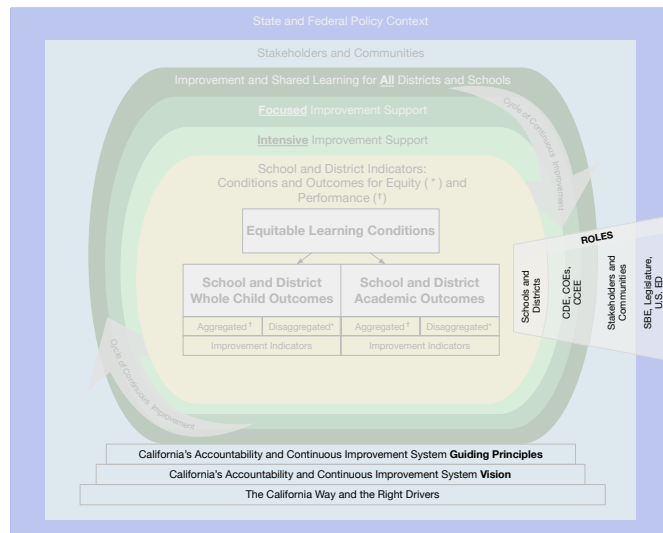 State and Federal Policy Context
Stakeholders and Communities
Improvement and Shared Learning for All Districts and Schools
Focused Improvement Support
Intensive Improvement Support
School and District Indicators:
Conditions and Outcomes for Equity ( * ) and
Performance (†)
Cycle of Continuous Improvement
Equitable Learning Conditions
School and District
Whole Child Outcomes
School and District
Academic Outcomes
Aggregated†
Disaggregated*
Aggregated†
Disaggregated*
Improvement Indicators
Improvement Indicators
ROLES
Schools and
Districts
CDE, COEs,
CCEE
Stakeholders and
Communities
SBE, Legislature,
U.S. ED
Cycle of Continuous Improvement
California's Accountability and Continuous Improvement System Guiding Principles
California's Accountability and Continuous Improvement System Vision
The California Way and the Right Drivers